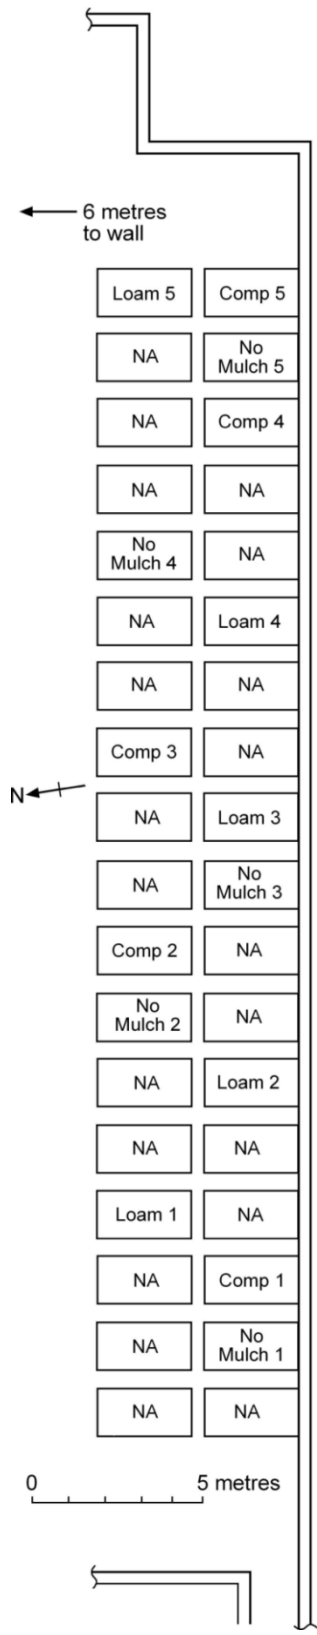 6 metres
to wall
Loam 5 Comp 5
NA No
Mulch 5
NA Comp 4
NA NA
No
Mulch 4 NA
NA Loam 4
NA NA
Comp 3 NA
N
NA Loam 3
NA No
Mulch 3
Comp 2 NA
No
Mulch 2 NA
NA Loam 2
NA NA
Loam 1 NA
NA Comp 1
NA No
Mulch 1
NA NA
0 5 metres